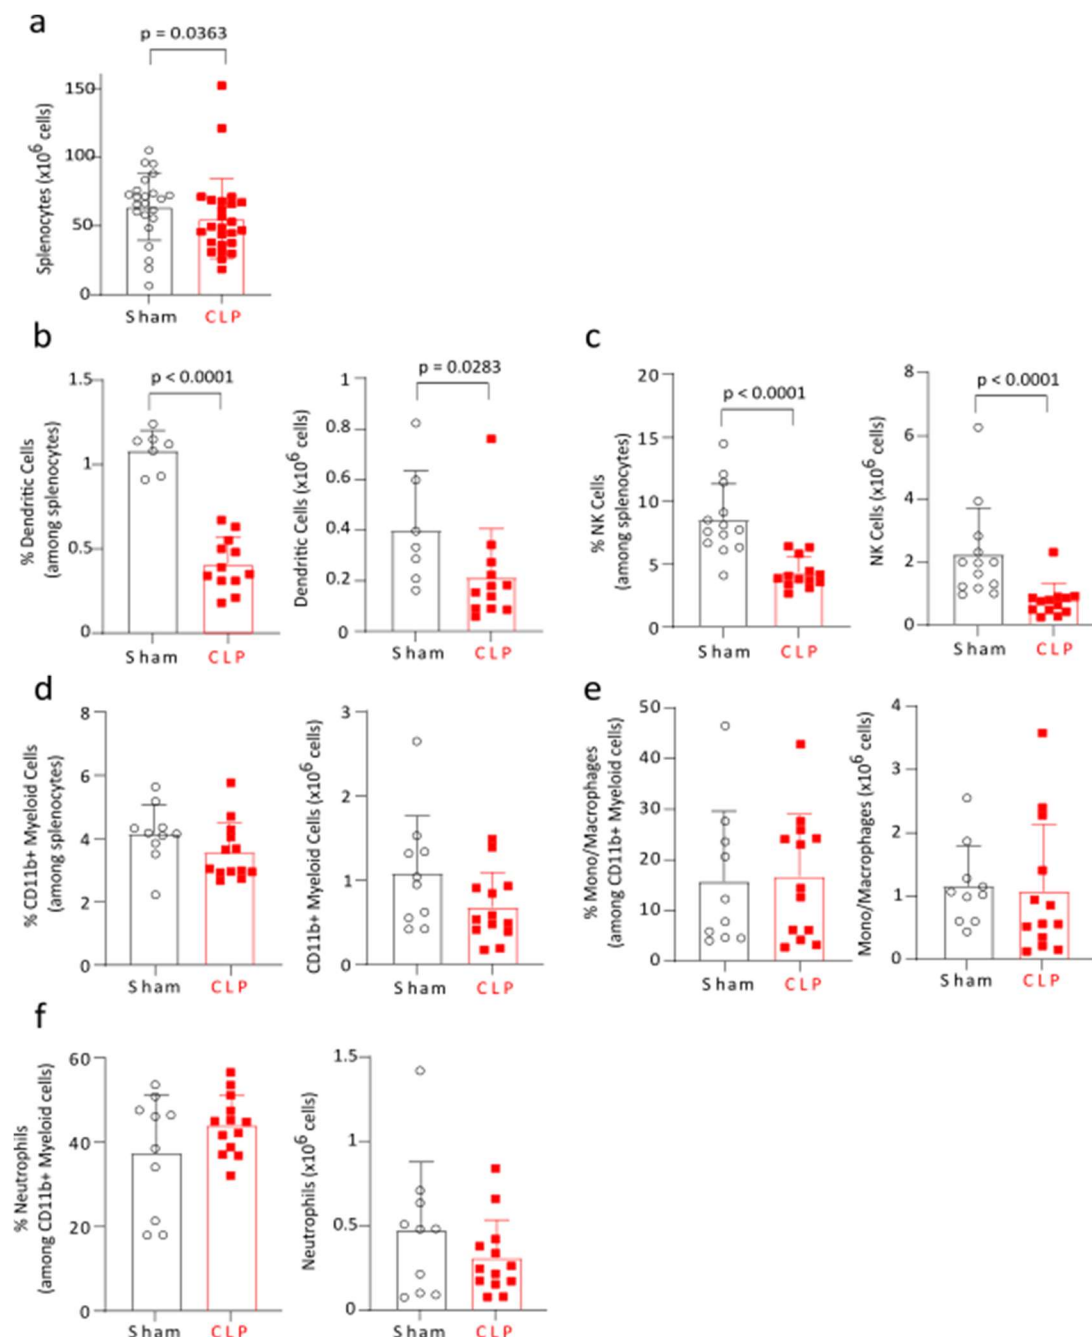 a
p = 0.0363
Splenocytes (x10⁶ cells)
150
100
50
0
Sham
CLP
b
p < 0.0001
% Dendritic Cells
(among splenocytes)
1.5
1
0.5
0
Sham
CLP
p = 0.0283
Dendritic Cells (x10⁶ cells)
1
0.8
0.6
0.4
0.2
0
Sham
CLP
c
p < 0.0001
% NK Cells
(among splenocytes)
20
15
10
5
0
Sham
CLP
p < 0.0001
NK Cells (x10⁶ cells)
8
6
4
2
0
Sham
CLP
d
% CD11b+ Myeloid Cells
(among splenocytes)
8
6
4
2
0
Sham
CLP
CD11b+ Myeloid Cells (x10⁶ cells)
3
2
1
0
Sham
CLP
e
% Mono/Macrophages
(among CD11b+ Myeloid cells)
50
40
30
20
10
0
Sham
CLP
Mono/Macrophages (x10⁶ cells)
4
3
2
1
0
Sham
CLP
f
% Neutrophils
(among CD11b+ Myeloid cells)
60
40
20
0
Sham
CLP
Neutrophils (x10⁶ cells)
1.5
1
0.5
0
Sham
CLP